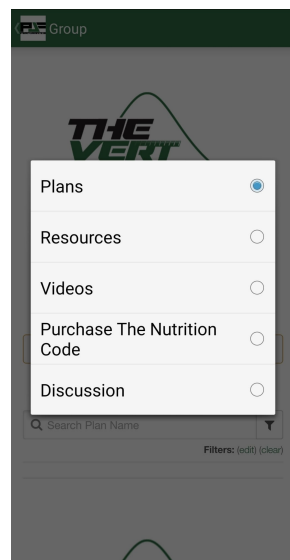 Group
THE
VERT
Plans
Resources
Videos
Purchase The Nutrition
Code
Discussion
Search Plan Name
Filters: (edit) (clear)